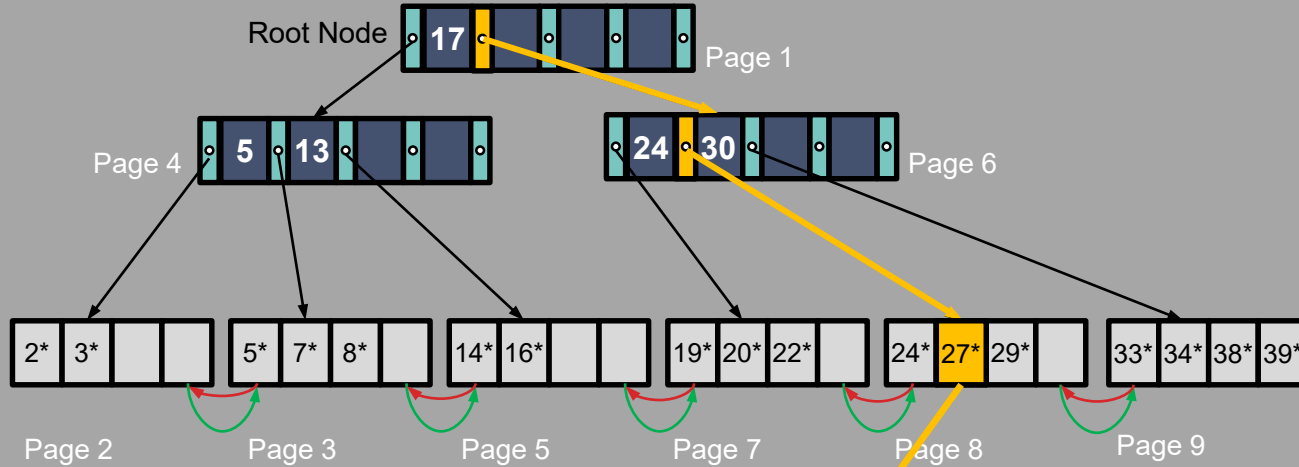 Root Node
17
Page 1
Page 4
5 13
24 30
Page 6
2* 3*
5* 7* 8*
14* 16*
19* 20* 22*
24* 27* 29*
33* 34* 38* 39*
Page 2
Page 3
Page 5
Page 7
Page 8
Page 9